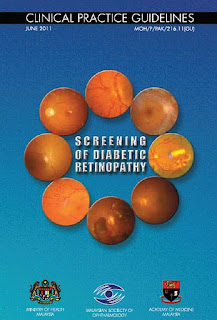 CLINICAL PRACTICE GUIDELINES
JUNE 2011 MOH/P/PAK/216.11(GU)
SCREENING
OF DIABETIC
RETINOPATHY
MINISTRY OF HEALTH MALAYSIAN SOCIETY OF ACADEMY OF MEDICINE
MALAYSIA OPHTHALMOLOGY MALAYSIA